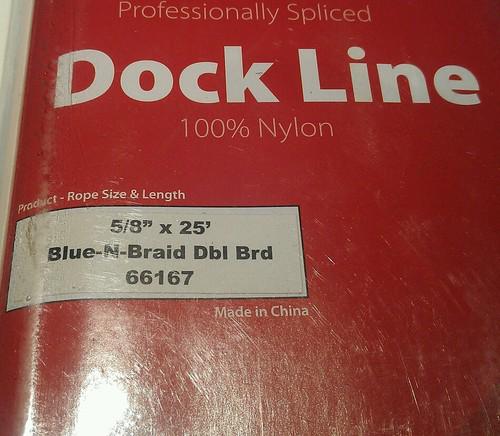 Professionally Spliced
Dock Line
100% Nylon
Product - Rope Size & Length
5/8" x 25'
Blue-N-Braid Dbl Brd
66167
Made in China